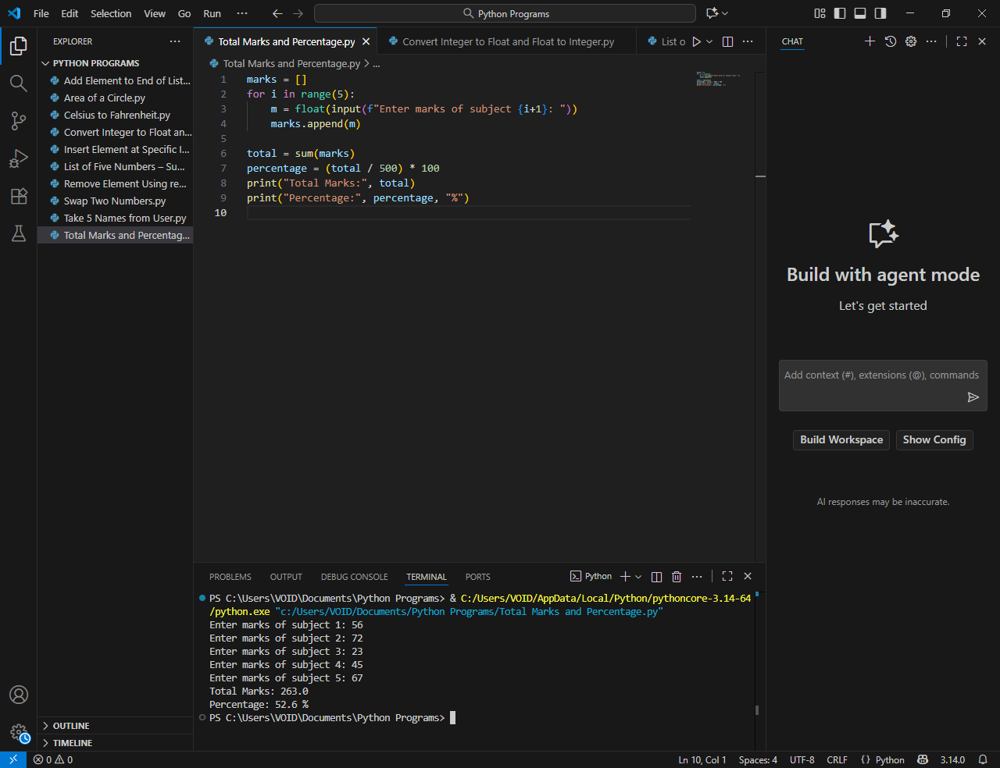 File Edit Selection View Go Run ··· Python Programs
EXPLORER ···
PYTHON PROGRAMS
Add Element to End of List...
Area of a Circle.py
Celsius to Fahrenheit.py
Convert Integer to Float an...
Insert Element at Specific I...
List of Five Numbers – Su...
Remove Element Using re...
Swap Two Numbers.py
Take 5 Names from User.py
Total Marks and Percentag...
OUTLINE
TIMELINE
Total Marks and Percentage.py Convert Integer to Float and Float to Integer.py List o ···
Total Marks and Percentage.py > ...
1 marks = []
2 for i in range(5):
3     m = float(input(f"Enter marks of subject {i+1}: "))
4     marks.append(m)
5
6 total = sum(marks)
7 percentage = (total / 500) * 100
8 print("Total Marks:", total)
9 print("Percentage:", percentage, "%")
10
PROBLEMS OUTPUT DEBUG CONSOLE TERMINAL PORTS Python ···
PS C:\Users\VOID\Documents\Python Programs> & C:/Users/VOID/AppData/Local/Python/pythoncore-3.14-64
/python.exe "c:/Users/VOID/Documents/Python Programs/Total Marks and Percentage.py"
Enter marks of subject 1: 56
Enter marks of subject 2: 72
Enter marks of subject 3: 23
Enter marks of subject 4: 45
Enter marks of subject 5: 67
Total Marks: 263.0
Percentage: 52.6 %
PS C:\Users\VOID\Documents\Python Programs>
CHAT ···
Build with agent mode
Let's get started
Add context (#), extensions (@), commands
Build Workspace Show Config
AI responses may be inaccurate.
0 0 Ln 10, Col 1 Spaces: 4 UTF-8 CRLF {} Python 3.14.0